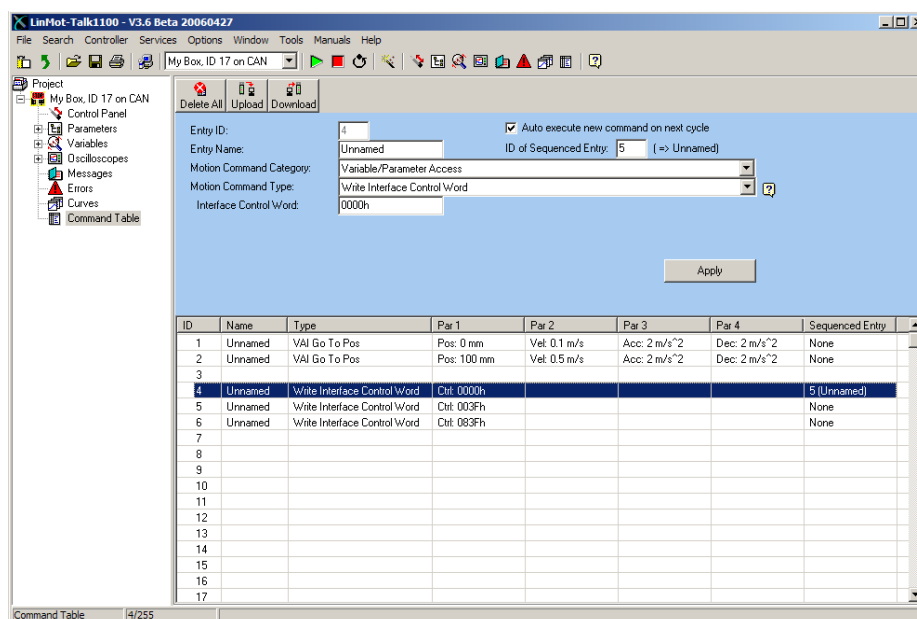 LinMot-Talk1100 - V3.6 Beta 20060427
File Search Controller Services Options Window Tools Manuals Help
My Box, ID 17 on CAN
Project
My Box, ID 17 on CAN
Control Panel
Parameters
Variables
Oscilloscopes
Messages
Errors
Curves
Command Table
Delete All Upload Download
Entry ID: 4
Auto execute new command on next cycle
Entry Name: Unnamed
ID of Sequenced Entry: 5 ( => Unnamed)
Motion Command Category: Variable/Parameter Access
Motion Command Type: Write Interface Control Word
Interface Control Word: 0000h
Apply
ID Name Type Par 1 Par 2 Par 3 Par 4 Sequenced Entry
1 Unnamed VAI Go To Pos Pos: 0 mm Vel: 0.1 m/s Acc: 2 m/s^2 Dec: 2 m/s^2 None
2 Unnamed VAI Go To Pos Pos: 100 mm Vel: 0.5 m/s Acc: 2 m/s^2 Dec: 2 m/s^2 None
3
4 Unnamed Write Interface Control Word Ctrl: 0000h 5 (Unnamed)
5 Unnamed Write Interface Control Word Ctrl: 003Fh None
6 Unnamed Write Interface Control Word Ctrl: 083Fh None
7
8
9
10
11
12
13
14
15
16
17
Command Table 4/255